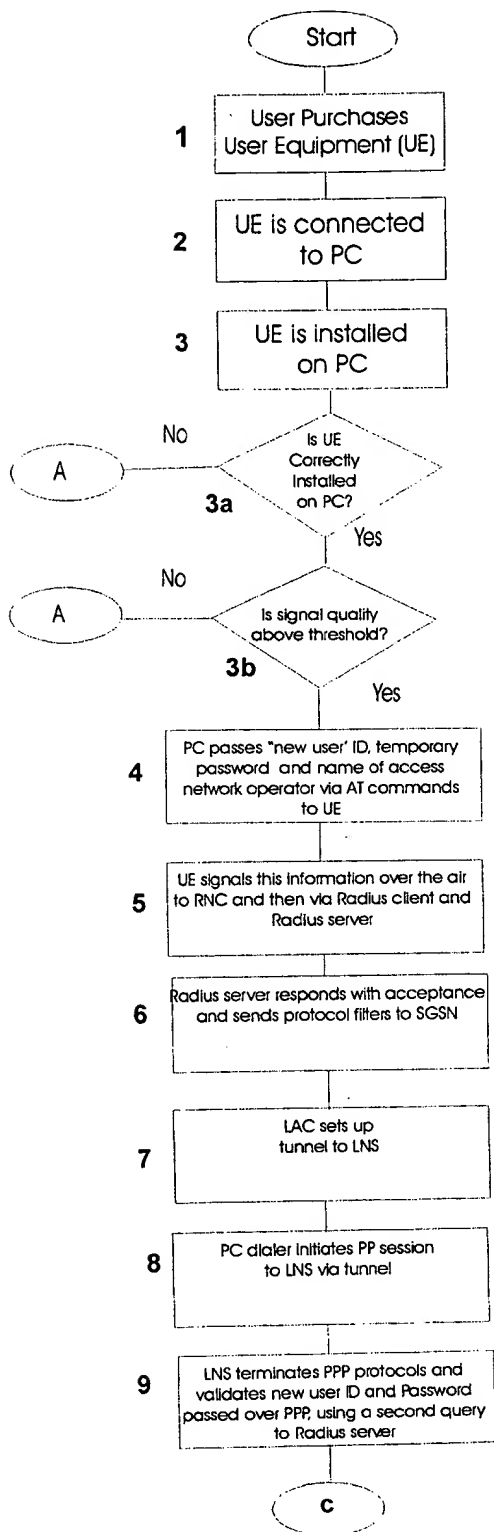 Start
1
User Purchases
User Equipment (UE)
2
UE is connected
to PC
3
UE is installed
on PC
No
A
Is UE
Correctly
Installed
on PC?
3a
Yes
No
A
Is signal quality
above threshold?
3b
Yes
4
PC passes "new user' ID, temporary
password and name of access
network operator via AT commands
to UE
5
UE signals this information over the air
to RNC and then via Radius client and
Radius server
6
Radius server responds with acceptance
and sends protocol filters to SGSN
7
LAC sets up
tunnel to LNS
8
PC dialer initiates PP session
to LNS via tunnel
9
LNS terminates PPP protocols and
validates new user ID and Password
passed over PPP, using a second query
to Radius server
c